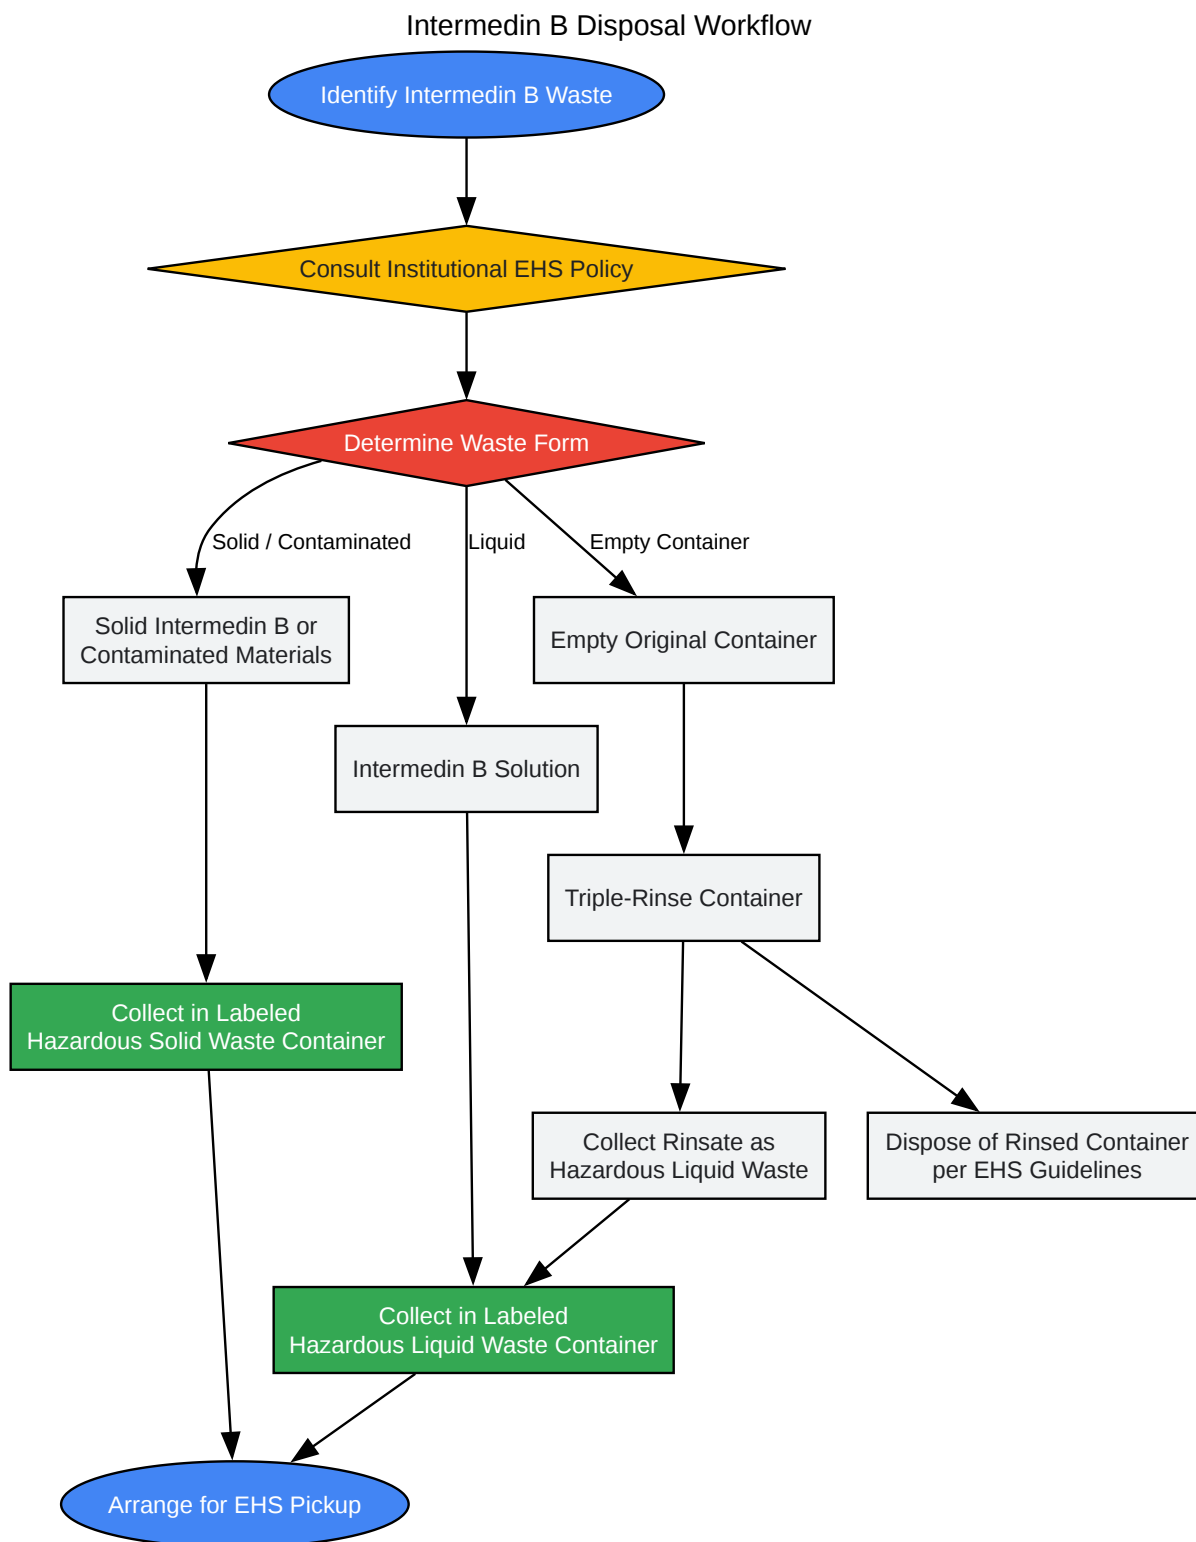 Intermedin B Disposal Workflow
Identify Intermedin B Waste
Consult Institutional EHS Policy
Determine Waste Form
Solid / Contaminated
Liquid
Empty Container
Solid Intermedin B or
Contaminated Materials
Empty Original Container
Intermedin B Solution
Triple-Rinse Container
Collect in Labeled
Hazardous Solid Waste Container
Collect Rinsate as
Hazardous Liquid Waste
Dispose of Rinsed Container
per EHS Guidelines
Collect in Labeled
Hazardous Liquid Waste Container
Arrange for EHS Pickup